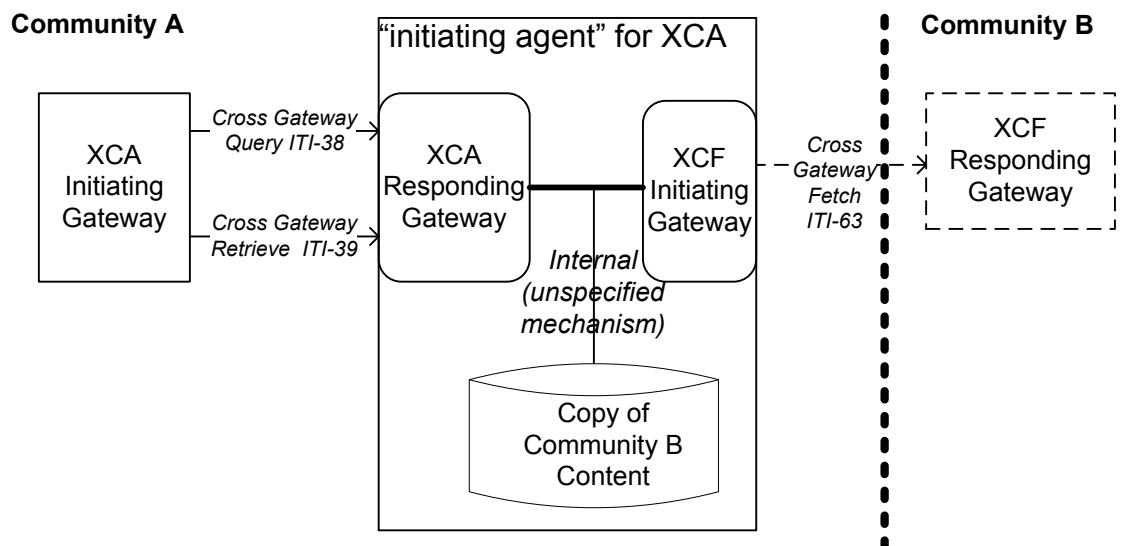 Community A
“initiating agent” for XCA
Community B
XCA
Initiating
Gateway
Cross Gateway
Query ITI-38
Cross Gateway
Retrieve ITI-39
XCA
Responding
Gateway
XCF
Initiating
Gateway
Cross
Gateway
Fetch
ITI-63
XCF
Responding
Gateway
Internal
(unspecified
mechanism)
Copy of
Community B
Content